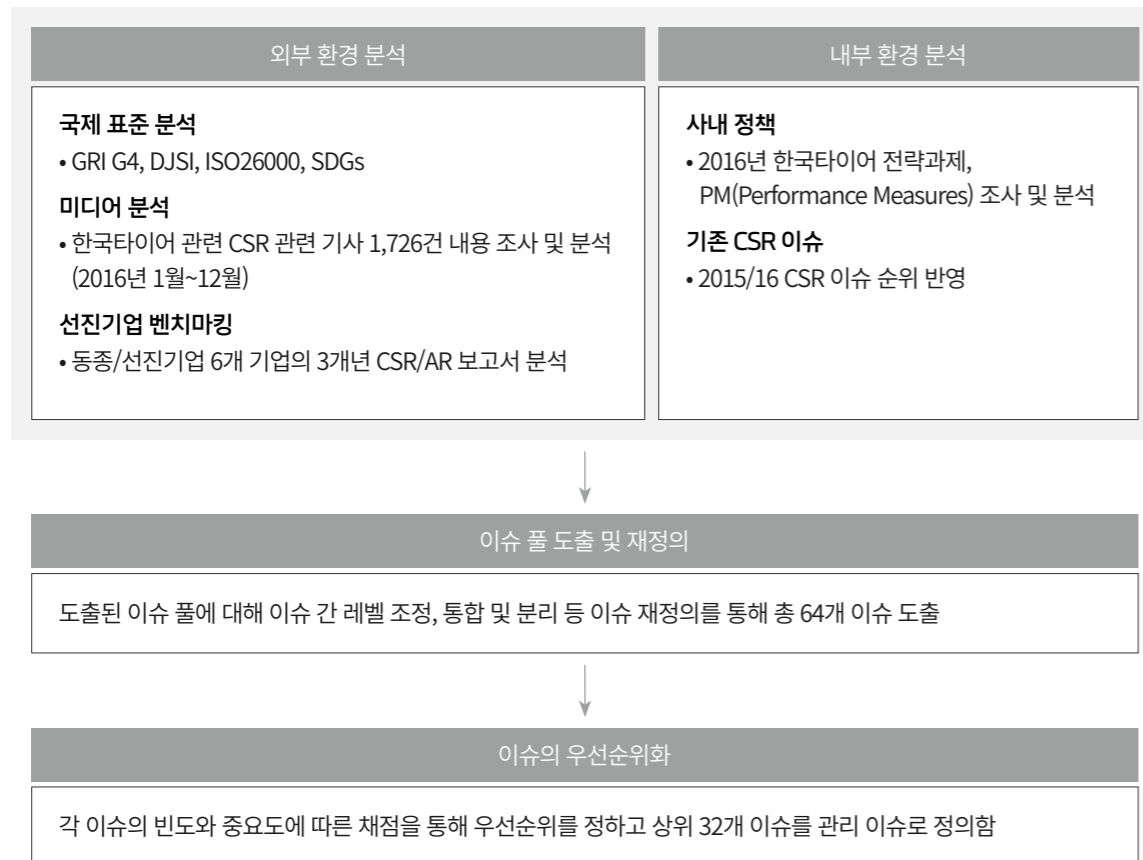 외부 환경 분석
국제 표준 분석
• GRI G4, DJSI, ISO26000, SDGs
미디어 분석
• 한국타이어 관련 CSR 관련 기사 1,726건 내용 조사 및 분석
(2016년 1월~12월)
선진기업 벤치마킹
• 동종/선진기업 6개 기업의 3개년 CSR/AR 보고서 분석
내부 환경 분석
사내 정책
• 2016년 한국타이어 전략과제,
PM(Performance Measures) 조사 및 분석
기존 CSR 이슈
• 2015/16 CSR 이슈 순위 반영
이슈 풀 도출 및 재정의
도출된 이슈 풀에 대해 이슈 간 레벨 조정, 통합 및 분리 등 이슈 재정의를 통해 총 64개 이슈 도출
이슈의 우선순위화
각 이슈의 빈도와 중요도에 따른 채점을 통해 우선순위를 정하고 상위 32개 이슈를 관리 이슈로 정의함